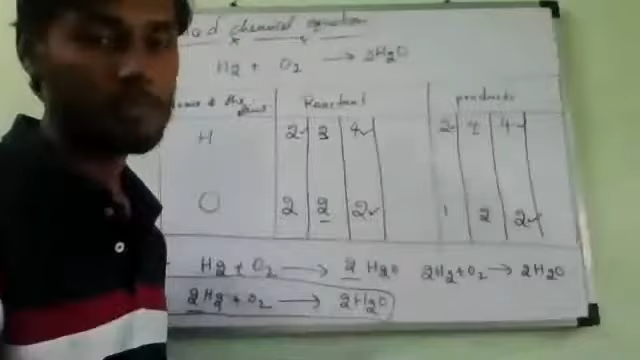 d chemical equation
H2 + O2 → 2H2O
Reactant products
H 2✓ 2 4✓ 2✓ 4 4✓
O 2 2 2✓ 1 2 2✓
H2 + O2 → 2 H2O 2H2 + O2 → 2H2O
2H2 + O2 → 2H2O